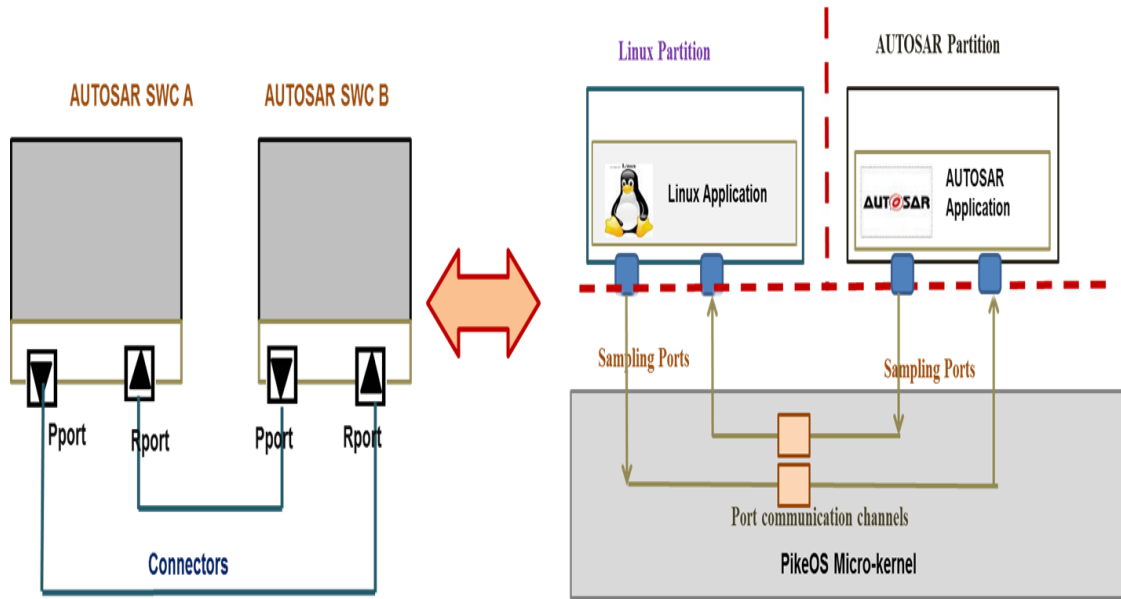 AUTOSAR SWC A
AUTOSAR SWC B
Pport
Rport
Pport
Rport
Connectors
Linux Partition
AUTOSAR Partition
Linux
Linux Application
AUTOSAR
AUTOSAR
Application
Sampling Ports
Sampling Ports
Port communication channels
PikeOS Micro-kernel